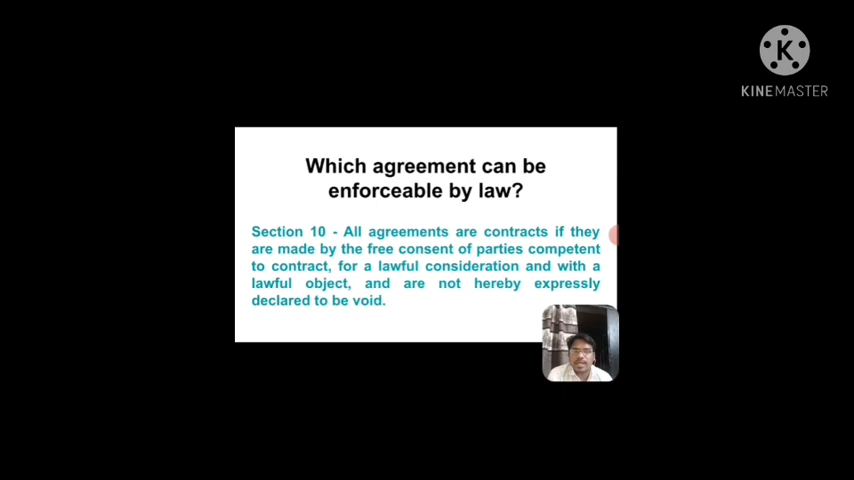 KINEMASTER
Which agreement can be
enforceable by law?
Section 10 - All agreements are contracts if they
are made by the free consent of parties competent
to contract, for a lawful consideration and with a
lawful object, and are not hereby expressly
declared to be void.